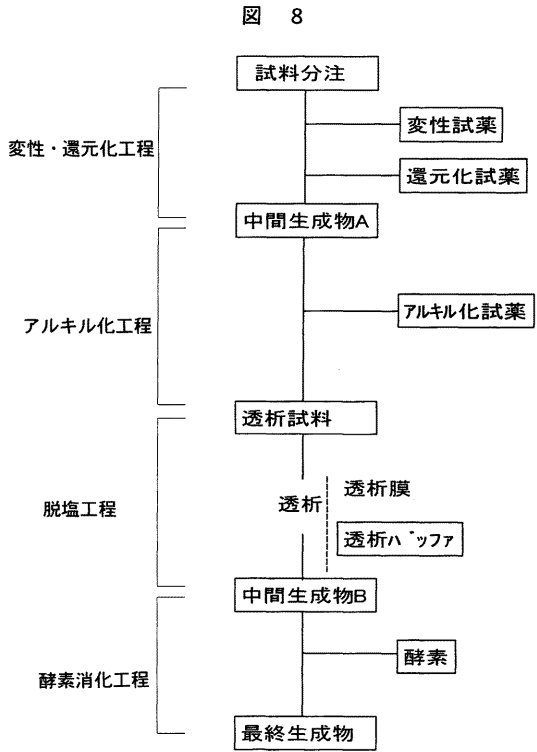 図 8
試料分注
変性試薬
変性・還元化工程
還元化試薬
中間生成物A
アルキル化試薬
アルキル化工程
透析試料
透析膜
透析
脱塩工程
透析バッファ
中間生成物B
酵素
酵素消化工程
最終生成物